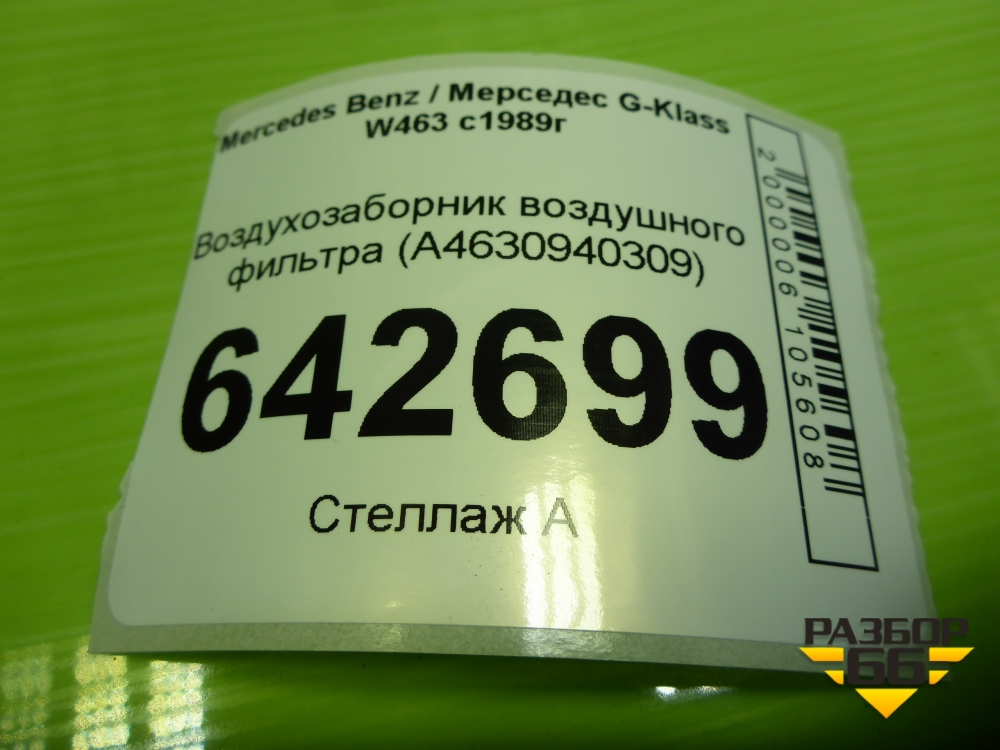 Mercedes Benz / Мерседес G-Klass
W463 с1989г
Воздухозаборник воздушного
фильтра (A4630940309)
642699
Стеллаж А
2000006105608
РАЗБОР
66